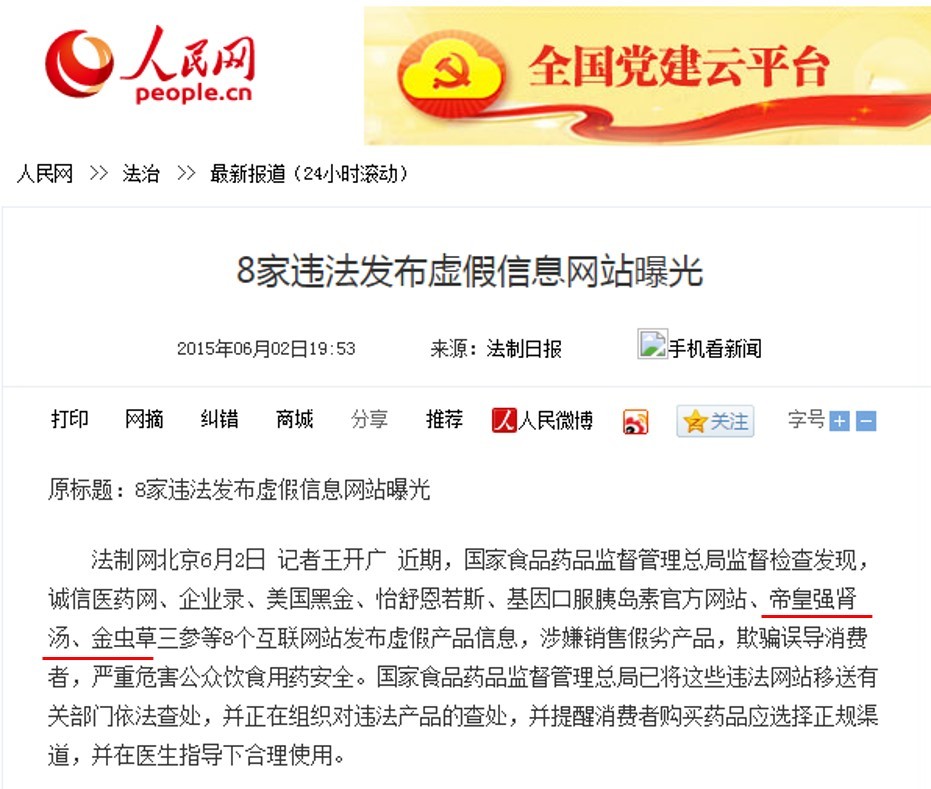 人民网
people.cn
全国党建云平台
人民网 >> 法治 >> 最新报道（24小时滚动）
8家违法发布虚假信息网站曝光
2015年06月02日19:53 来源：法制日报 手机看新闻
打印 网摘 纠错 商城 分享 推荐 人 人民微博 关注 字号
原标题：8家违法发布虚假信息网站曝光
法制网北京6月2日 记者王开广 近期，国家食品药品监督管理总局监督检查发现，
诚信医药网、企业录、美国黑金、怡舒恩若斯、基因口服胰岛素官方网站、帝皇强肾
汤、金虫草三参等8个互联网站发布虚假产品信息，涉嫌销售假劣产品，欺骗误导消费
者，严重危害公众饮食用药安全。国家食品药品监督管理总局已将这些违法网站移送有
关部门依法查处，并正在组织对违法产品的查处，并提醒消费者购买药品应选择正规渠
道，并在医生指导下合理使用。